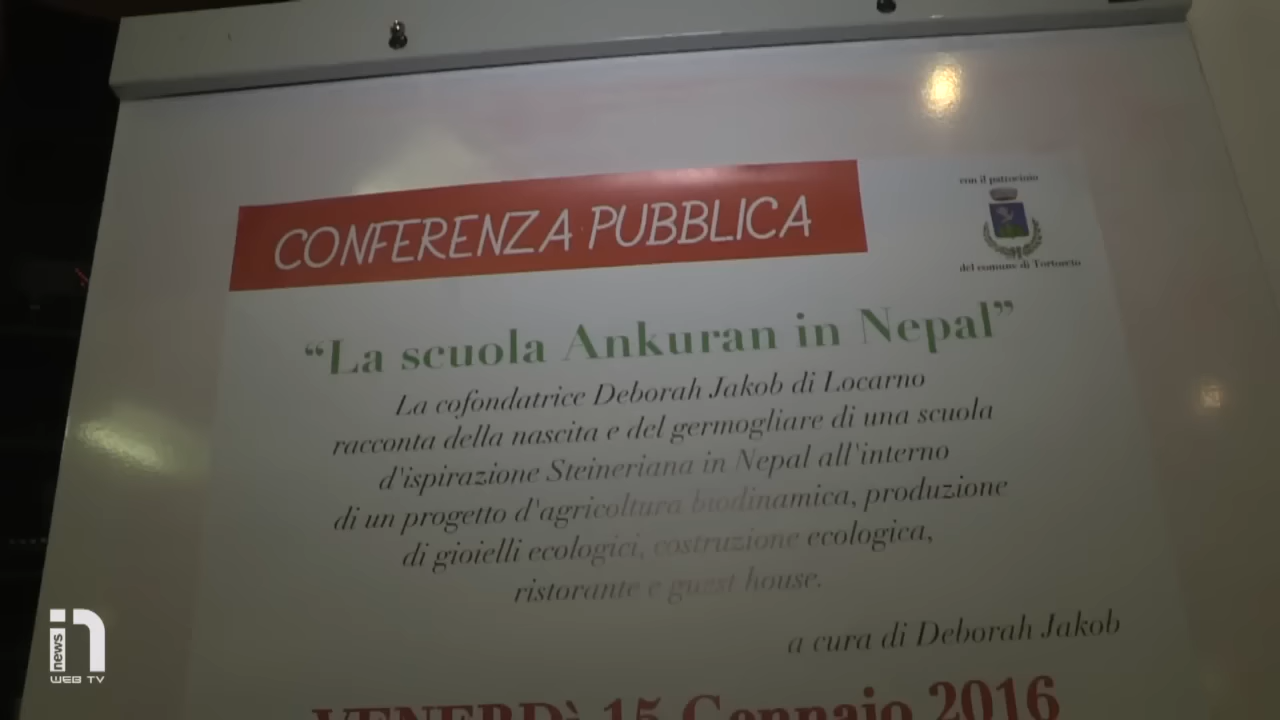 CONFERENZA PUBBLICA
con il patrocinio
del comune di Tortoreto
“La scuola Ankuran in Nepal”
La cofondatrice Deborah Jakob di Locarno
racconta della nascita e del germogliare di una scuola
d'ispirazione Steineriana in Nepal all'interno
di un progetto d'agricoltura biodinamica, produzione
di gioielli ecologici, costruzione ecologica,
ristorante e guest house.
a cura di Deborah Jakob
VENERDÌ 15 Gennaio 2016
in
news
WEB TV